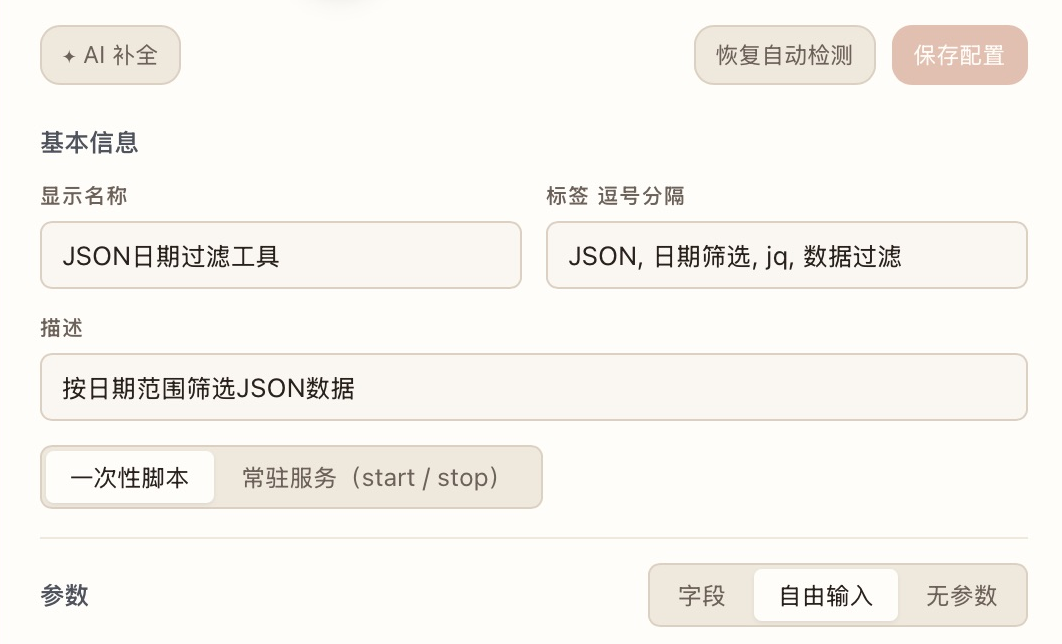 ✦ AI 补全
恢复自动检测
保存配置
基本信息
显示名称
标签 逗号分隔
JSON日期过滤工具
JSON, 日期筛选, jq, 数据过滤
描述
按日期范围筛选JSON数据
一次性脚本
常驻服务（start / stop）
参数
字段
自由输入
无参数